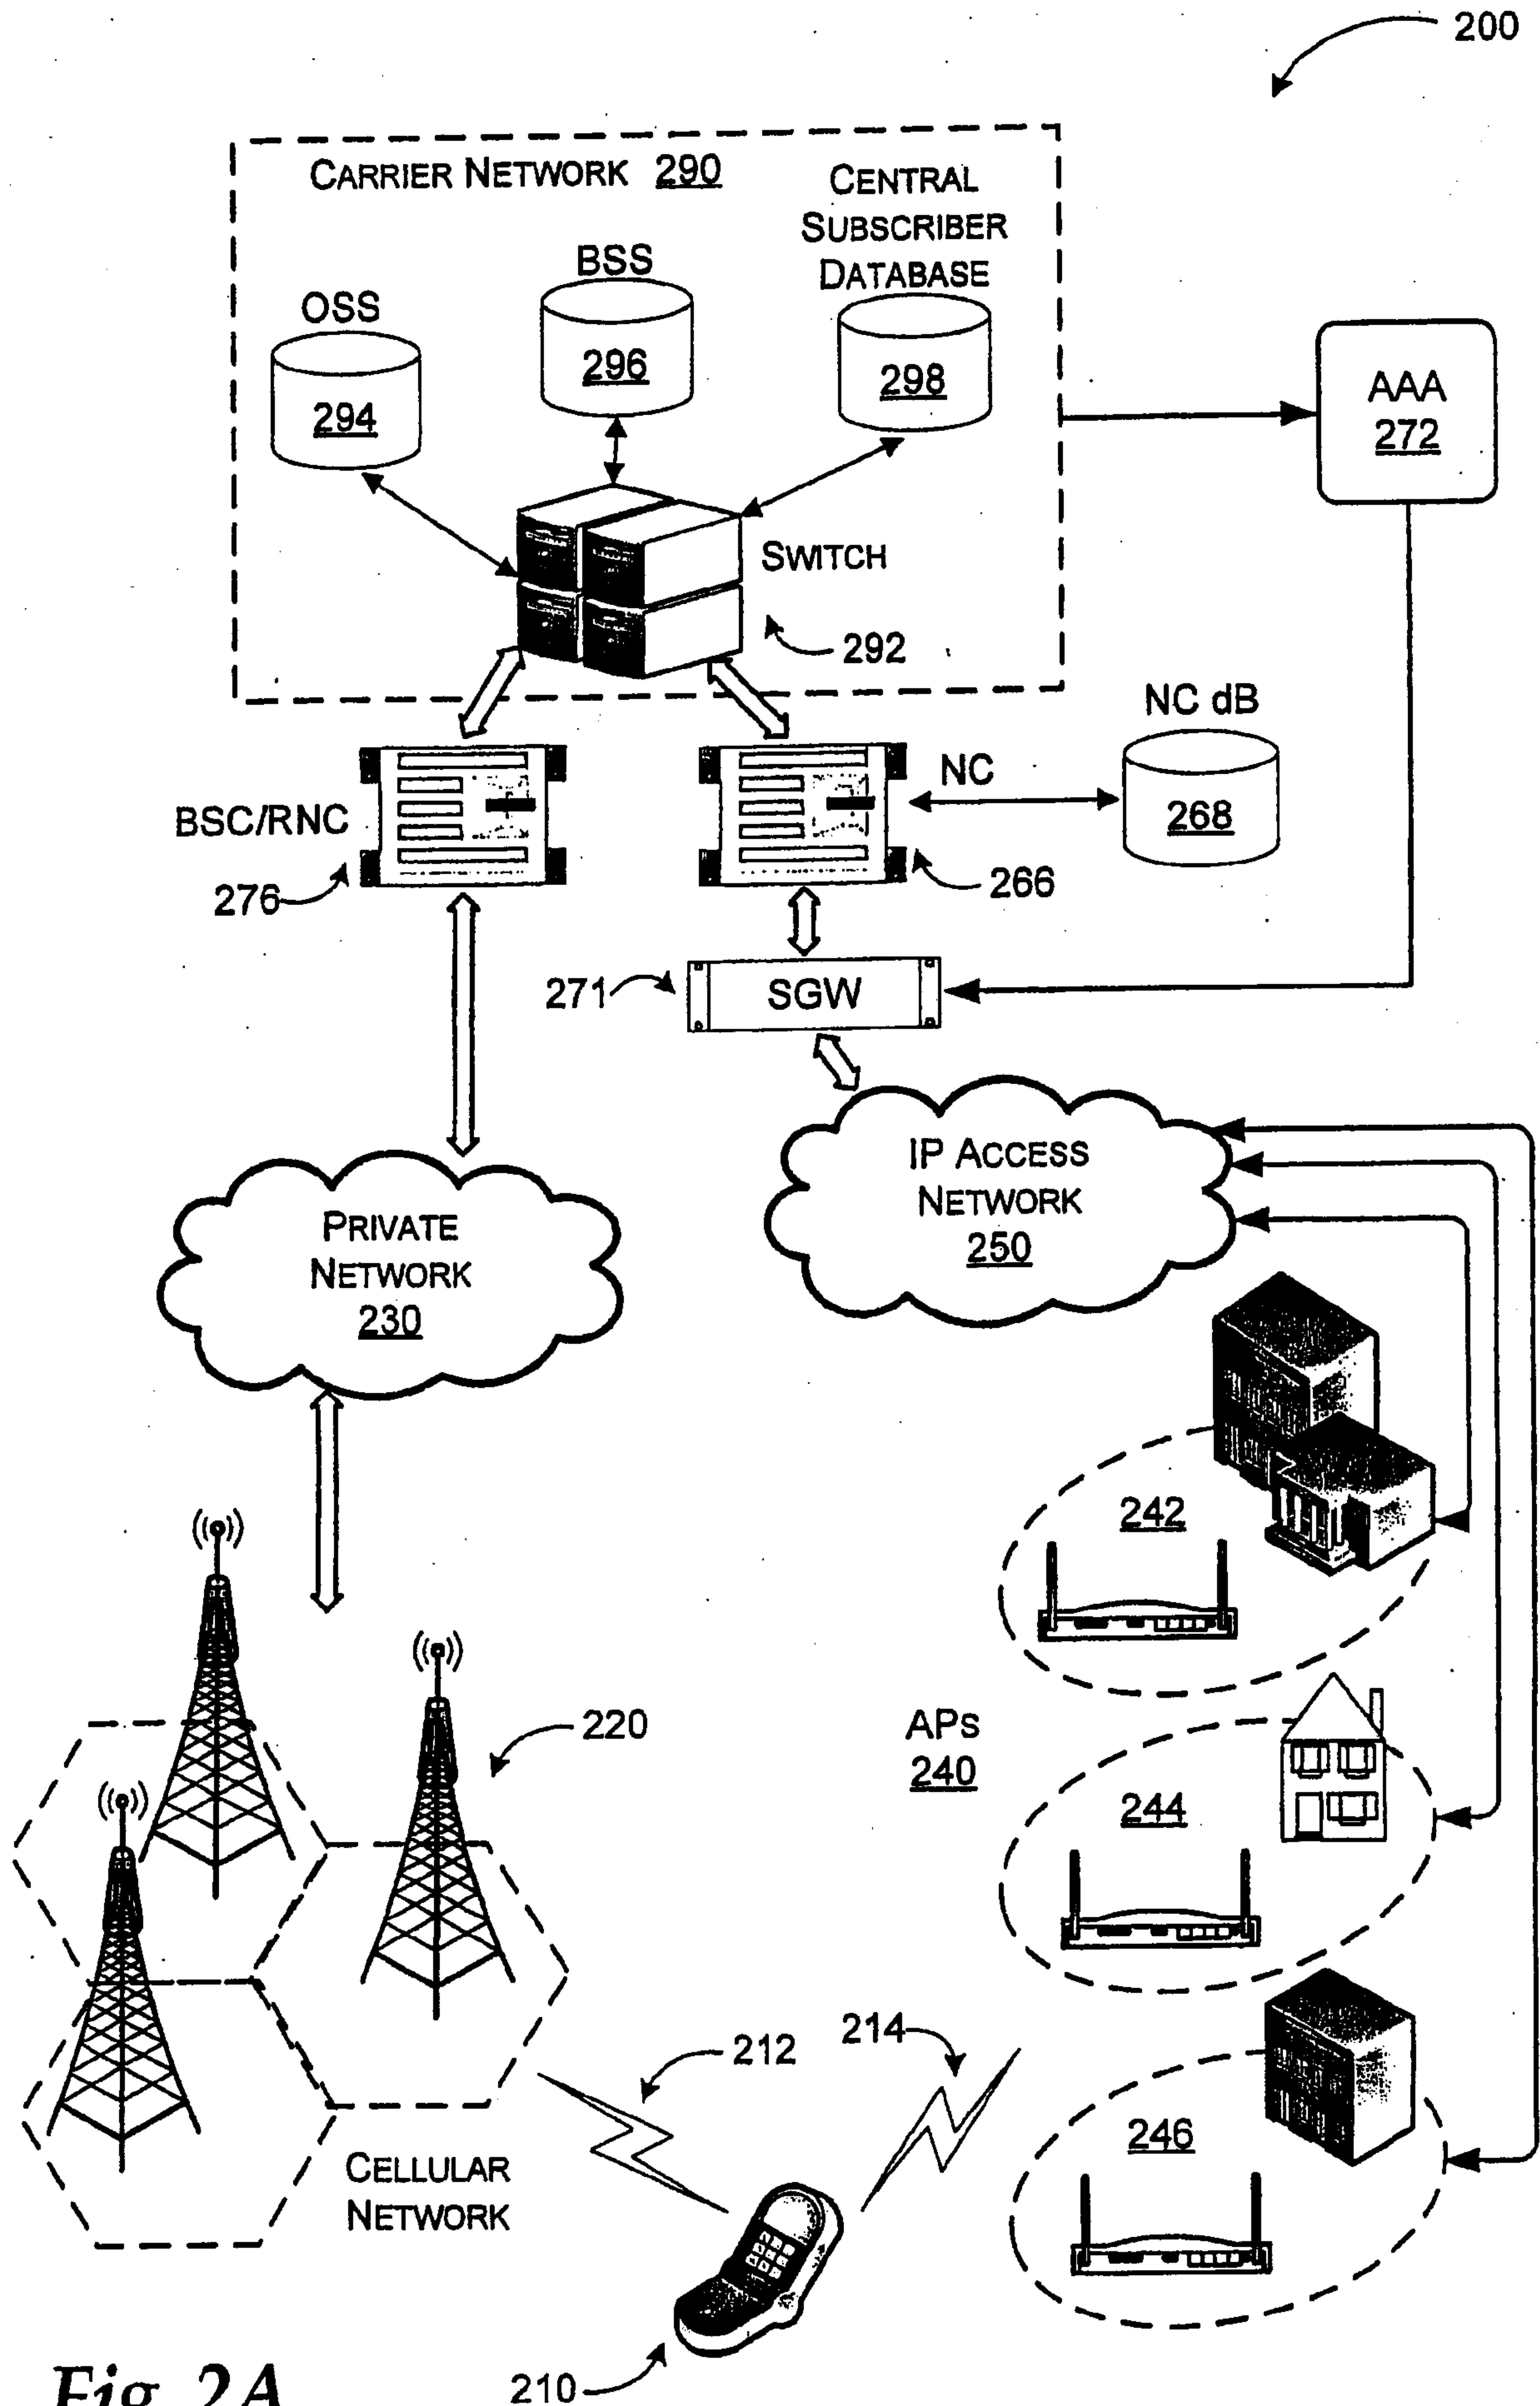 200
CARRIER NETWORK 290
CENTRAL
SUBSCRIBER
DATABASE
BSS
OSS
296
298
294
AAA
272
SWITCH
292
NC dB
NC
268
BSC/RNC
276
266
271
SGW
IP ACCESS
NETWORK
250
PRIVATE
NETWORK
230
242
220
APs
240
244
214
212
246
CELLULAR
NETWORK
210
Fig. 2A